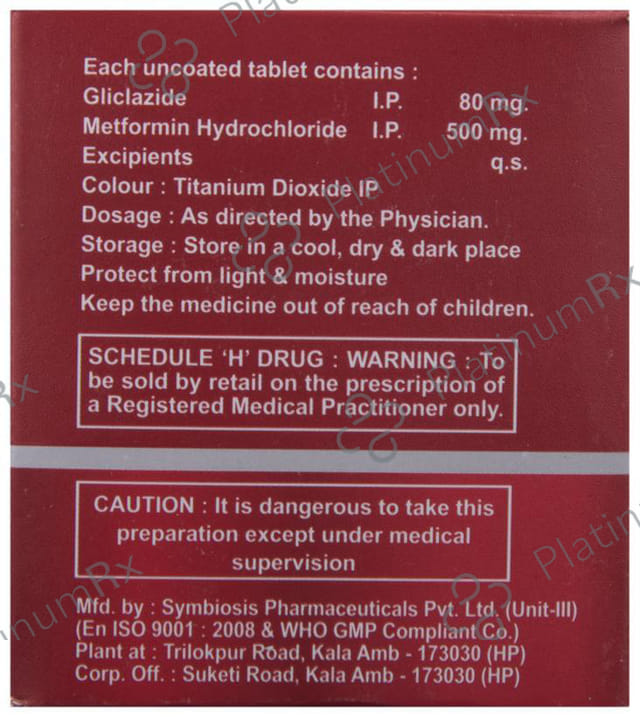 Each uncoated tablet contains :
Gliclazide I.P. 80 mg.
Metformin Hydrochloride I.P. 500 mg.
Excipients q.s.
Colour : Titanium Dioxide IP
Dosage : As directed by the Physician.
Storage : Store in a cool, dry & dark place
Protect from light & moisture
Keep the medicine out of reach of children.
SCHEDULE 'H' DRUG : WARNING : To
be sold by retail on the prescription of
a Registered Medical Practitioner only.
CAUTION : It is dangerous to take this
preparation except under medical
supervision
Mfd. by : Symbiosis Pharmaceuticals Pvt. Ltd. (Unit-III)
(En ISO 9001 : 2008 & WHO GMP Compliant Co.)
Plant at : Trilokpur Road, Kala Amb - 173030 (HP)
Corp. Off. : Suketi Road, Kala Amb - 173030 (HP)
PlatinumRx
PlatinumRx